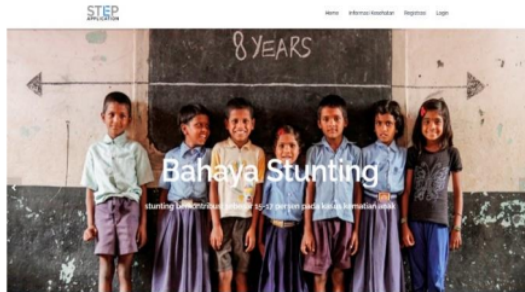 STEP
APPLICATION
Home Informasi Kesehatan Registrasi Login
8 YEARS
Bahaya Stunting
stunting berkontribusi sebesar 15-17 persen pada kasus kematian anak